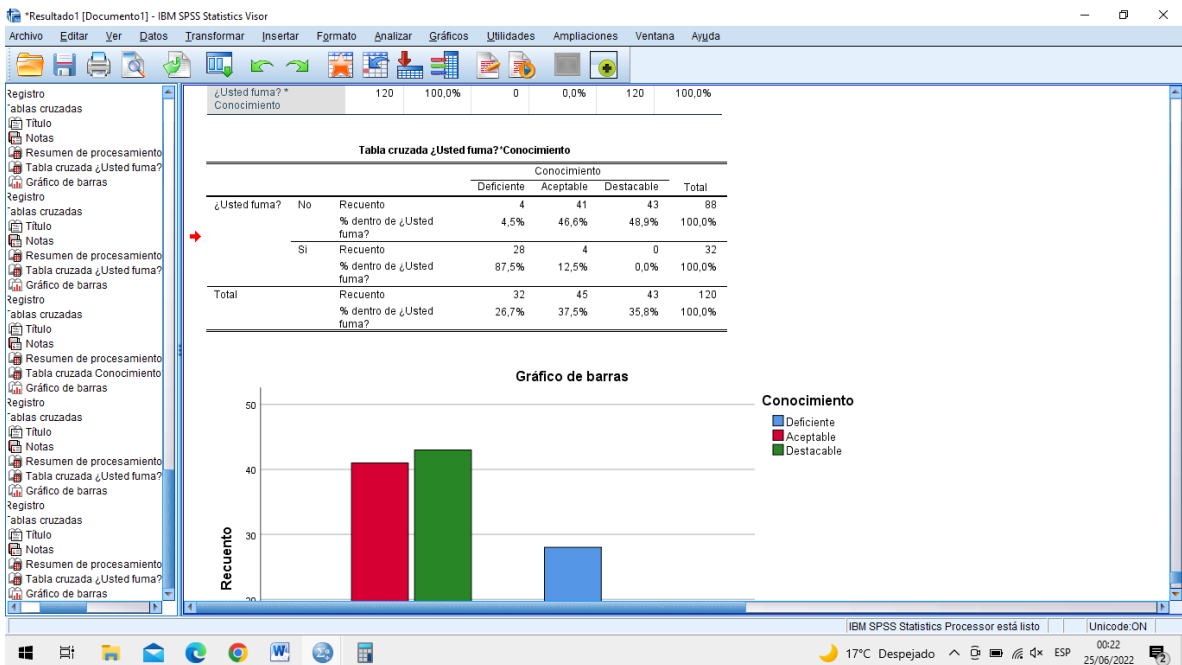 *Resultado1 [Documento1] - IBM SPSS Statistics Visor
Archivo Editar Ver Datos Transformar Insertar Formato Analizar Gráficos Utilidades Ampliaciones Ventana Ayuda
Registro
Tablas cruzadas
Título
Notas
Resumen de procesamiento
Tabla cruzada ¿Usted fuma?
Gráfico de barras
Registro
Tablas cruzadas
Título
Notas
Resumen de procesamiento
Tabla cruzada ¿Usted fuma?
Gráfico de barras
Registro
Tablas cruzadas
Título
Notas
Resumen de procesamiento
Tabla cruzada Conocimiento
Gráfico de barras
Registro
Tablas cruzadas
Título
Notas
Resumen de procesamiento
Tabla cruzada ¿Usted fuma?
Gráfico de barras
Registro
Tablas cruzadas
Título
Notas
Resumen de procesamiento
Tabla cruzada ¿Usted fuma?
Gráfico de barras
¿Usted fuma? * 120 100,0% 0 0,0% 120 100,0%
Conocimiento
Tabla cruzada ¿Usted fuma?*Conocimiento
Conocimiento
Deficiente Aceptable Destacable Total
¿Usted fuma? No Recuento 4 41 43 88
% dentro de ¿Usted 4,5% 46,6% 48,9% 100,0%
fuma?
Si Recuento 28 4 0 32
% dentro de ¿Usted 87,5% 12,5% 0,0% 100,0%
fuma?
Total Recuento 32 45 43 120
% dentro de ¿Usted 26,7% 37,5% 35,8% 100,0%
fuma?
Gráfico de barras
Conocimiento
Deficiente
Aceptable
Destacable
50
40
30
20
Recuento
IBM SPSS Statistics Processor está listo Unicode:ON
17°C Despejado ESP 00:22
25/06/2022 2